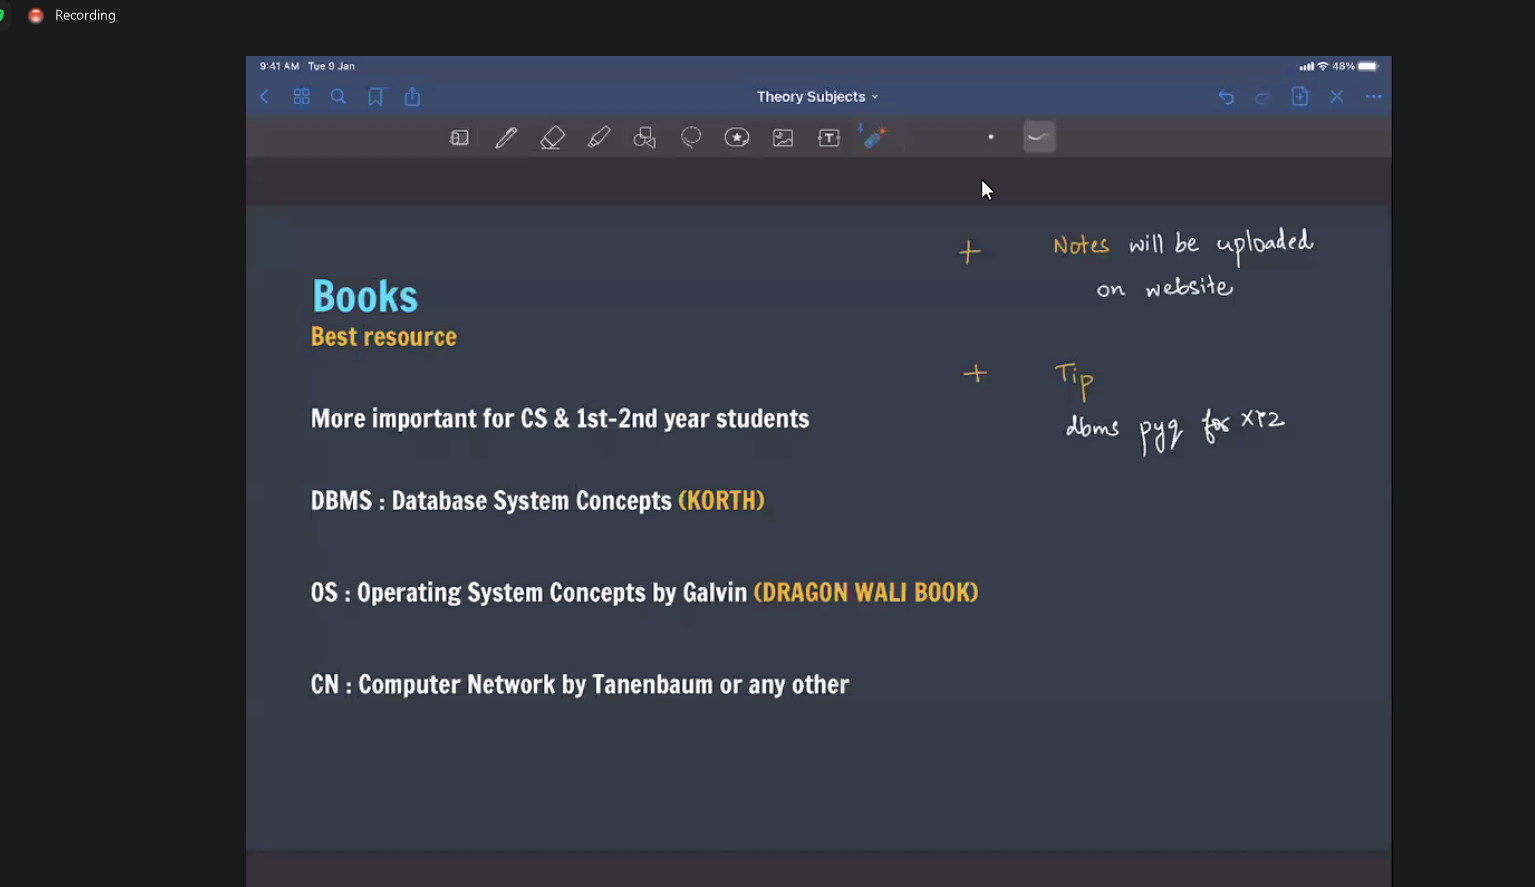 Recording
9:41 AM Tue 9 Jan
48%
Theory Subjects
T
+ Notes will be uploaded
on website
Books
Best resource
+ Tip
dbms pyq for XYZ
More important for CS & 1st-2nd year students
DBMS : Database System Concepts (KORTH)
OS : Operating System Concepts by Galvin (DRAGON WALI BOOK)
CN : Computer Network by Tanenbaum or any other